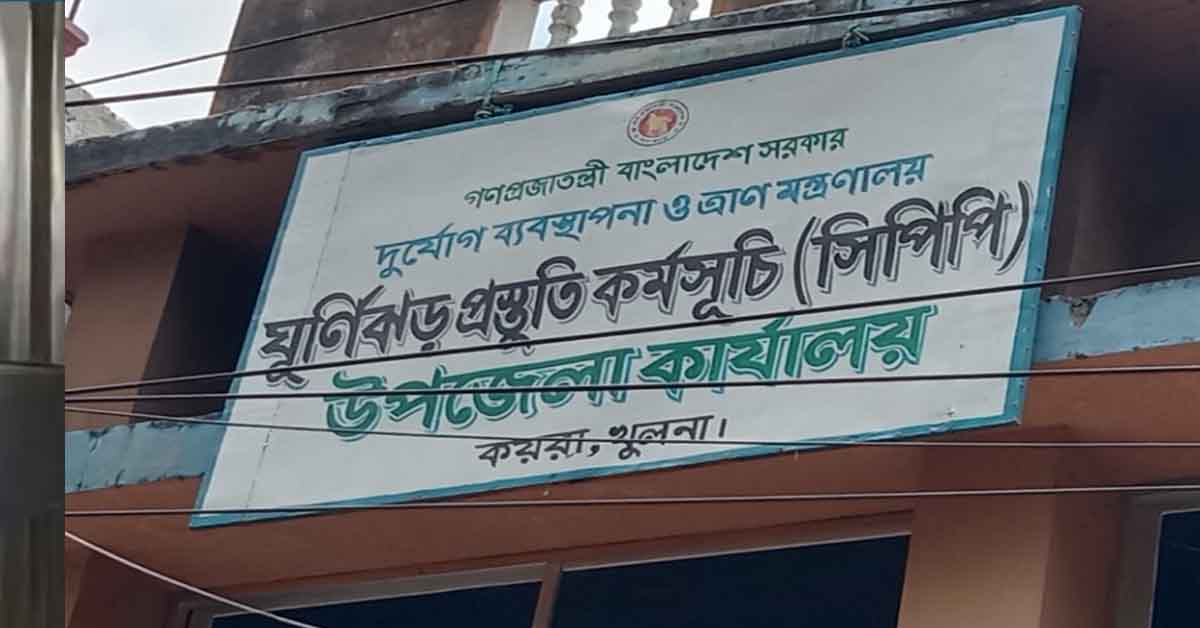 গণপ্রজাতন্ত্রী বাংলাদেশ সরকার
দুর্যোগ ব্যবস্থাপনা ও ত্রাণ মন্ত্রণালয়
ঘুর্ণিঝড় প্রস্তুতি কর্মসূচি (সিপিপি)
উপজেলা কার্যালয়
কয়রা, খুলনা।